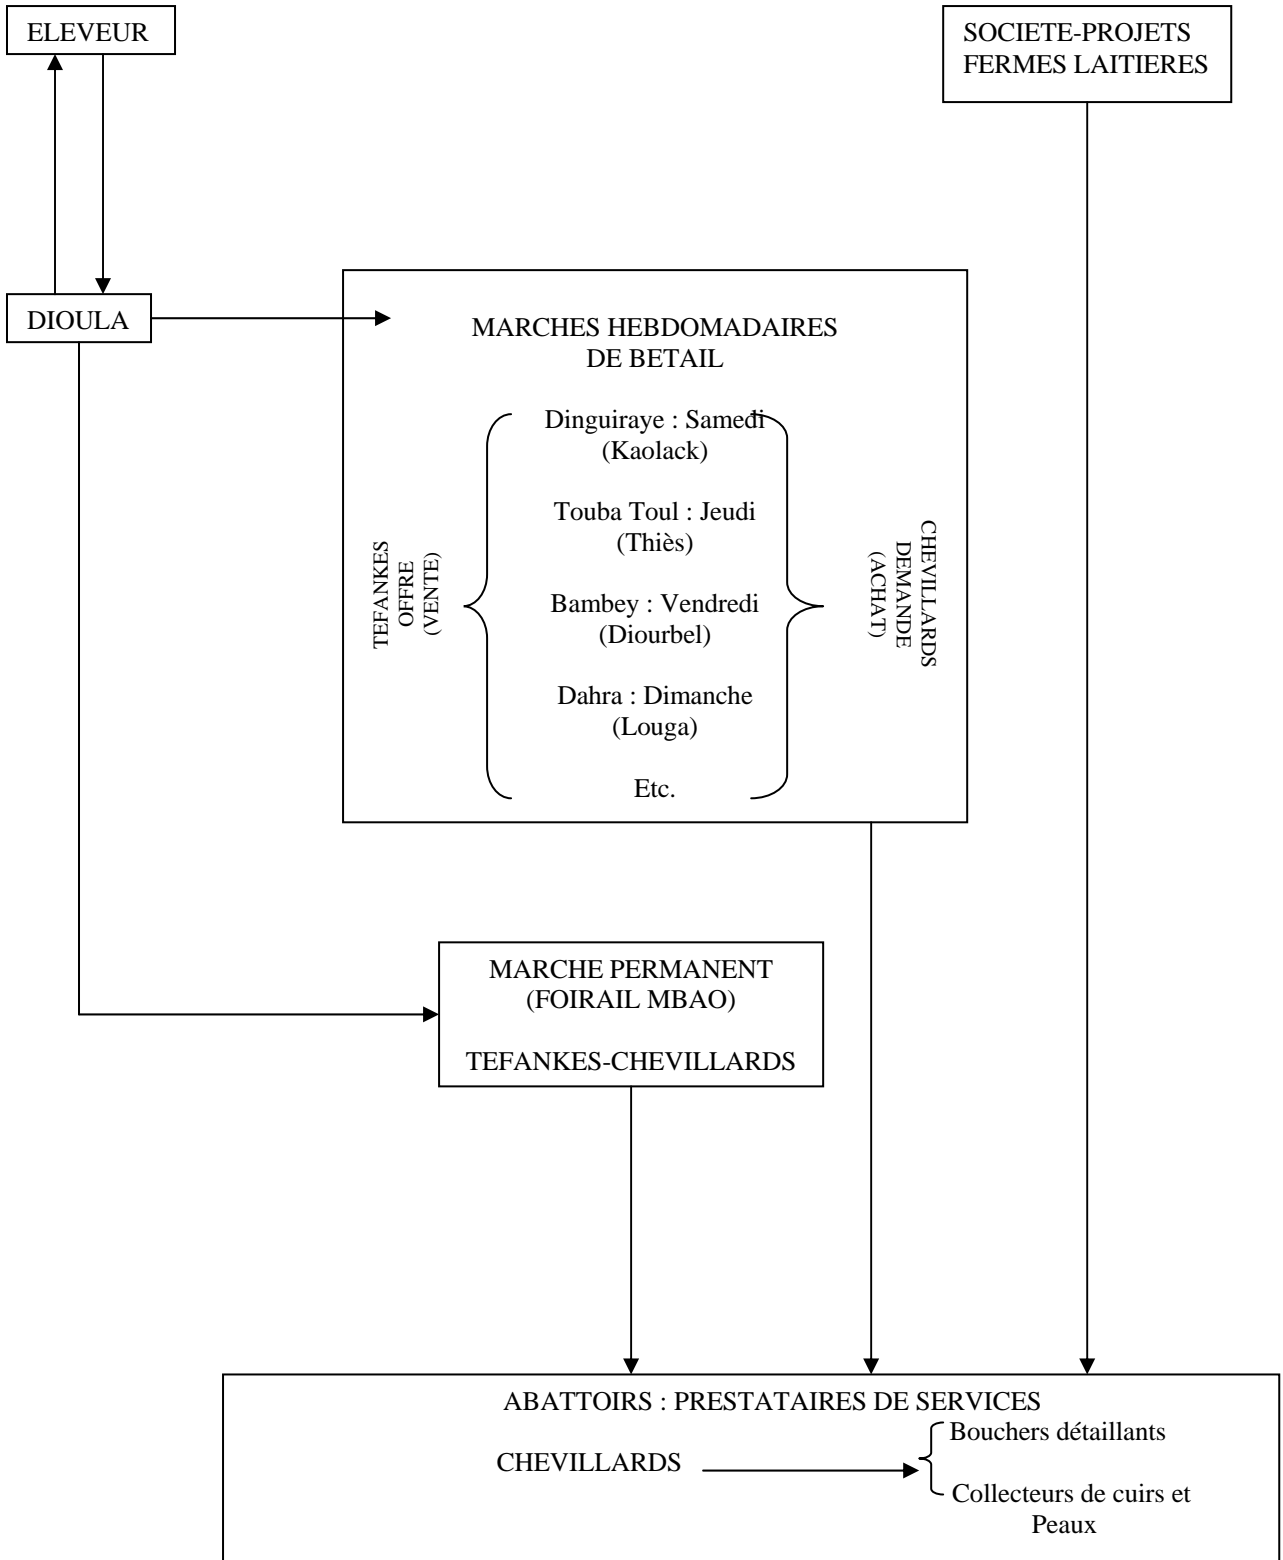 ELEVEUR
SOCIETE-PROJETS
FERMES LAITIERES
DIOULA
MARCHES HEBDOMADAIRES
DE BETAIL
TEFANKES
OFFRE
(VENTE)
Dinguiraye : Samedi
(Kaolack)
Touba Toul : Jeudi
(Thiès)
Bambey : Vendredi
(Diourbel)
Dahra : Dimanche
(Louga)
Etc.
CHEVILLARDS
DEMANDE
(ACHAT)
MARCHE PERMANENT
(FOIRAIL MBAO)
TEFANKES-CHEVILLARDS
ABATTOIRS : PRESTATAIRES DE SERVICES
CHEVILLARDS
Bouchers détaillants
Collecteurs de cuirs et
Peaux